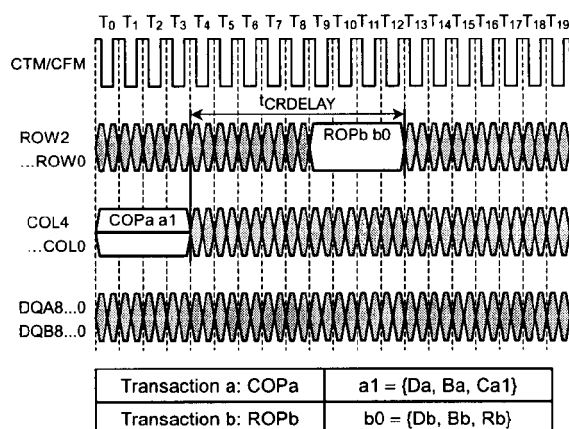 T0 T1 T2 T3 T4 T5 T6 T7 T8 T9 T10 T11 T12 T13 T14 T15 T16 T17 T18 T19
CTM/CFM
tCRDELAY
ROW2
...ROW0
ROPb b0
COL4
...COL0
COPa a1
DQA8...0
DQB8...0
Transaction a: COPa a1 = {Da, Ba, Ca1}
Transaction b: ROPb b0 = {Db, Bb, Rb}